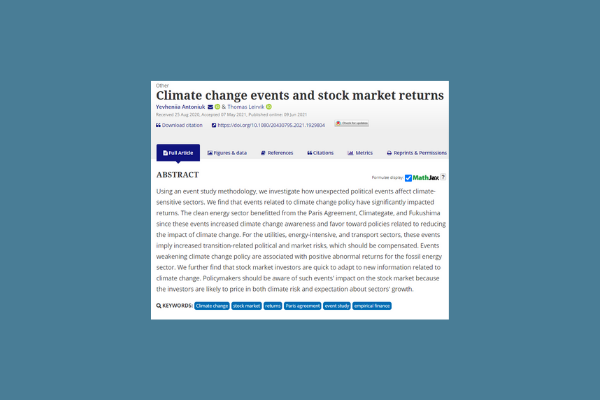 Other
Climate change events and stock market returns
Yevheniia Antoniuk & Thomas Leirvik
Received 25 Aug 2020, Accepted 07 May 2021, Published online: 09 Jun 2021
Download citation https://doi.org/10.1080/20430795.2021.1929804 Check for updates
Full Article Figures & data References Citations Metrics Reprints & Permissions
Formulae display: MathJax ?
ABSTRACT
Using an event study methodology, we investigate how unexpected political events affect climate-
sensitive sectors. We find that events related to climate change policy have significantly impacted
returns. The clean energy sector benefitted from the Paris Agreement, Climategate, and Fukushima
since these events increased climate change awareness and favor toward policies related to reducing
the impact of climate change. For the utilities, energy-intensive, and transport sectors, these events
imply increased transition-related political and market risks, which should be compensated. Events
weakening climate change policy are associated with positive abnormal returns for the fossil energy
sector. We further find that stock market investors are quick to adapt to new information related to
climate change. Policymakers should be aware of such events' impact on the stock market because
the investors are likely to price in both climate risk and expectation about sectors' growth.
KEYWORDS: Climate change stock market returns Paris agreement event study empirical finance